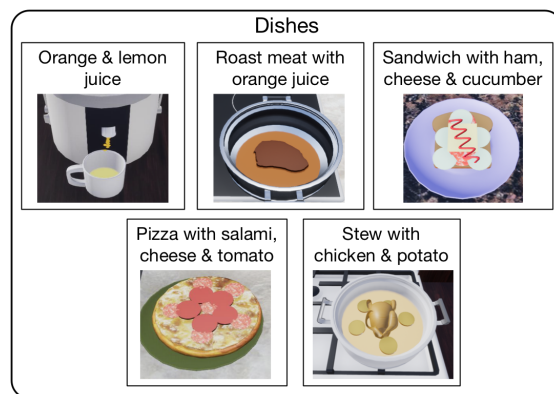 Dishes
Orange & lemon
juice
Roast meat with
orange juice
Sandwich with ham,
cheese & cucumber
Pizza with salami,
cheese & tomato
Stew with
chicken & potato